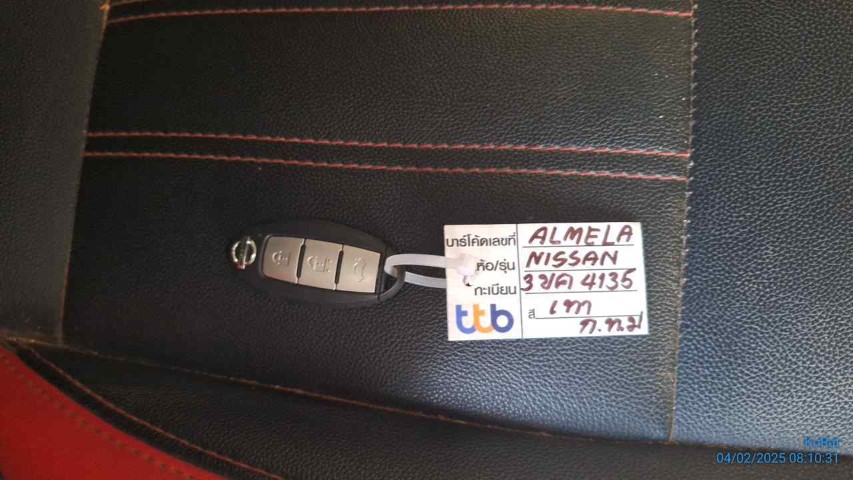 บาร์โค้ดเลขที่ ALMELA
ห้อ/รุ่น NISSAN
ทะเบียน 3ขค 4135
ttb สี เทา
ก.ท.ม
KuBet
04/02/2025 08:10:31